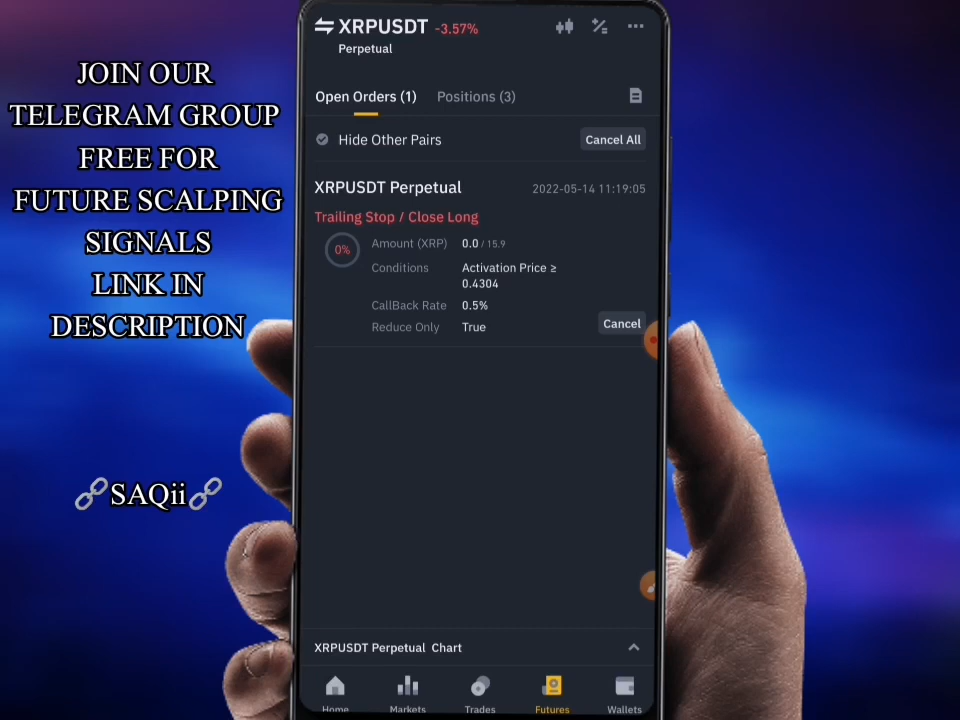 JOIN OUR
TELEGRAM GROUP
FREE FOR
FUTURE SCALPING
SIGNALS
LINK IN
DESCRIPTION
🔗SAQii🔗
XRPUSDT -3.57%
Perpetual
Open Orders (1) Positions (3)
Hide Other Pairs Cancel All
XRPUSDT Perpetual 2022-05-14 11:19:05
Trailing Stop / Close Long
0% Amount (XRP) 0.0 / 15.9
Conditions Activation Price ≥
0.4304
CallBack Rate 0.5%
Reduce Only True
Cancel
XRPUSDT Perpetual Chart
Home Markets Trades Futures Wallets